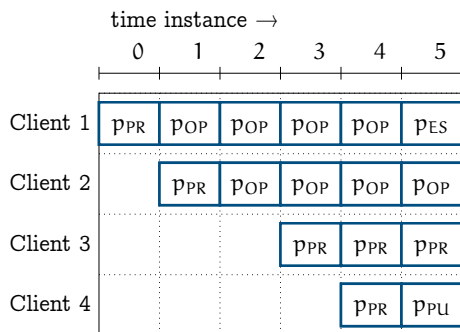 time instance →
0 1 2 3 4 5
Client 1 pPR pOP pOP pOP pOP pES
Client 2 pPR pOP pOP pOP pOP
Client 3 pPR pPR pPR
Client 4 pPR pPU